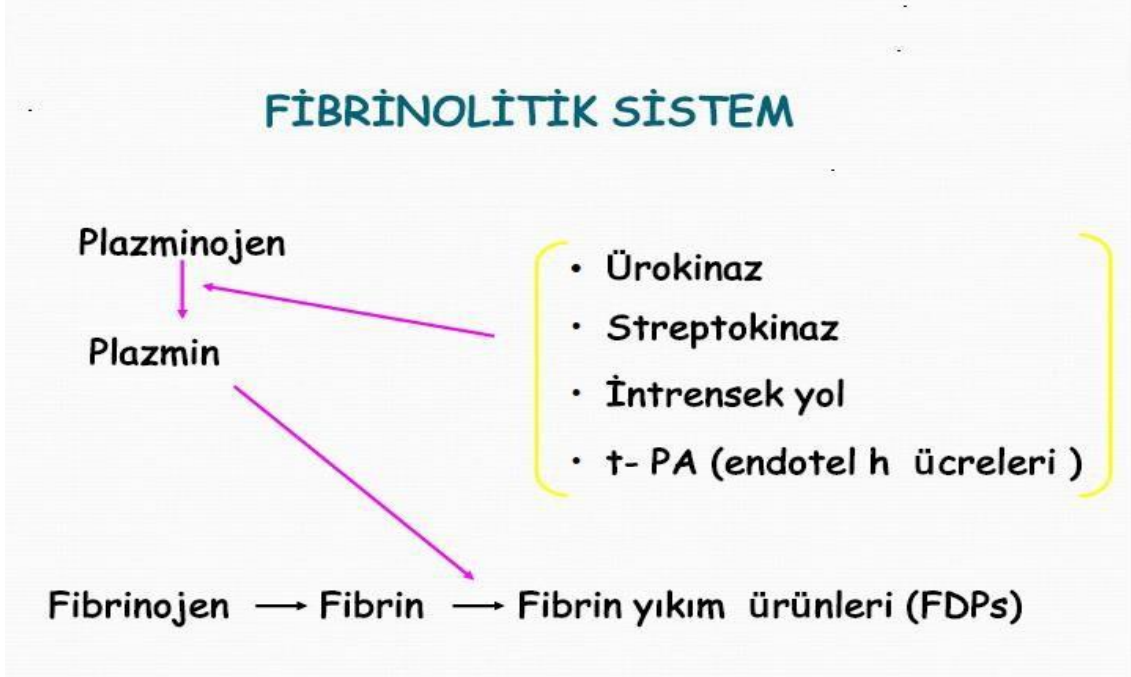 FİBRİNOLİTİK SİSTEM
Plazminojen
Plazmin
• Ürokinaz
• Streptokinaz
• İntrensek yol
• t- PA (endotel h ücreleri )
Fibrinojen → Fibrin → Fibrin yıkım ürünleri (FDPs)